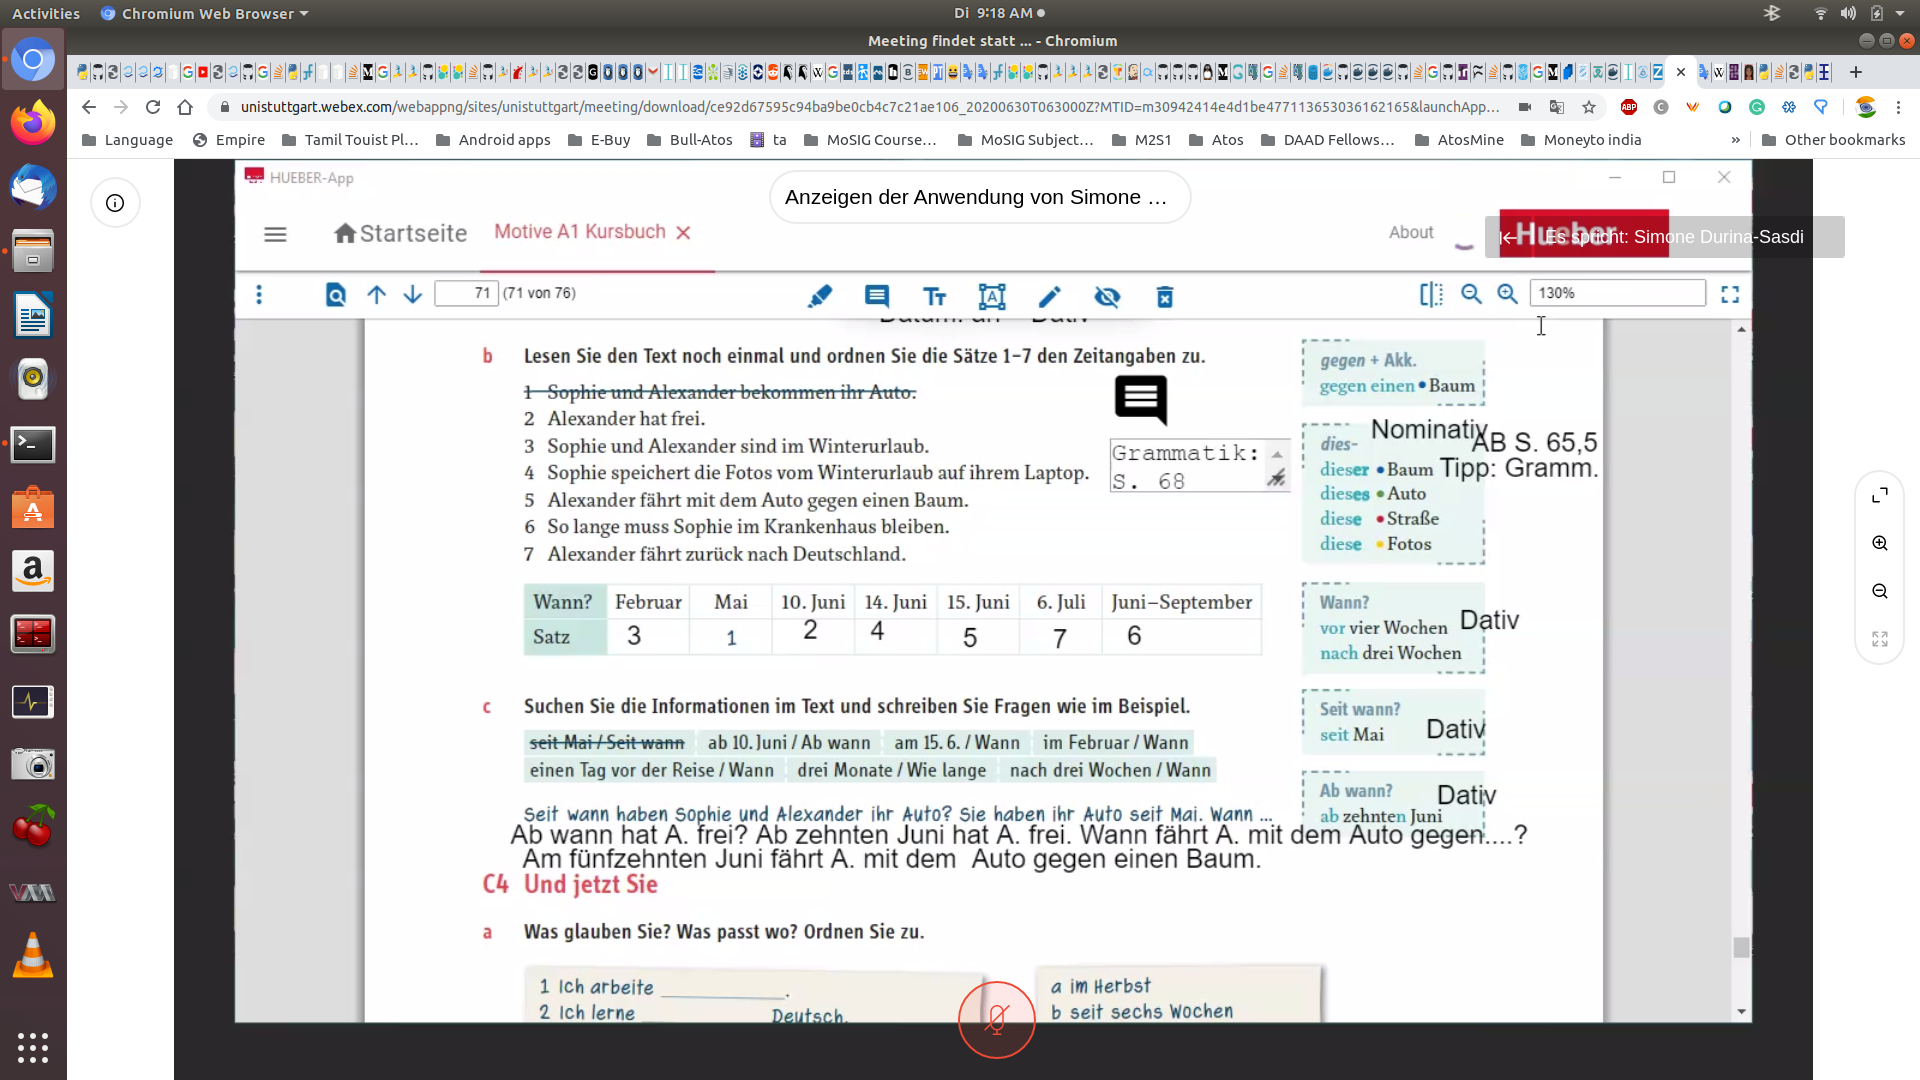 Activities
Chromium Web Browser
Di 9:18 AM
Meeting findet statt ... - Chromium
unistuttgart.webex.com/webappng/sites/unistuttgart/meeting/download/ce92d67595c94ba9be0cb4c7c21ae106_20200630T063000Z?MTID=m30942414e4d1be477113653036162165&launchApp...
Language
Empire
Tamil Touist Pl...
Android apps
E-Buy
Bull-Atos
ta
MoSIG Course...
MoSIG Subject...
M2S1
Atos
DAAD Fellows...
AtosMine
Moneyto india
»
Other bookmarks
HUEBER-App
Anzeigen der Anwendung von Simone ...
Startseite
Motive A1 Kursbuch
About
Hueber
Es spricht: Simone Durina-Sasdi
71 (71 von 76)
130%
b Lesen Sie den Text noch einmal und ordnen Sie die Sätze 1–7 den Zeitangaben zu.
1 Sophie und Alexander bekommen ihr Auto.
2 Alexander hat frei.
3 Sophie und Alexander sind im Winterurlaub.
4 Sophie speichert die Fotos vom Winterurlaub auf ihrem Laptop.
5 Alexander fährt mit dem Auto gegen einen Baum.
6 So lange muss Sophie im Krankenhaus bleiben.
7 Alexander fährt zurück nach Deutschland.
Grammatik:
S. 68
gegen + Akk.
gegen einen • Baum
Nominativ
dies-
AB S. 65,5
dieser • Baum
Tipp: Gramm.
dieses • Auto
diese • Straße
diese • Fotos
Wann? Februar Mai 10. Juni 14. Juni 15. Juni 6. Juli Juni–September
Satz 3 1 2 4 5 7 6
Wann?
vor vier Wochen Dativ
nach drei Wochen
c Suchen Sie die Informationen im Text und schreiben Sie Fragen wie im Beispiel.
seit Mai / Seit wann ab 10. Juni / Ab wann am 15. 6. / Wann im Februar / Wann
einen Tag vor der Reise / Wann drei Monate / Wie lange nach drei Wochen / Wann
Seit wann?
seit Mai Dativ
Ab wann? Dativ
ab zehnten Juni
Seit wann haben Sophie und Alexander ihr Auto? Sie haben ihr Auto seit Mai. Wann ...
Ab wann hat A. frei? Ab zehnten Juni hat A. frei. Wann fährt A. mit dem Auto gegen....?
Am fünfzehnten Juni fährt A. mit dem Auto gegen einen Baum.
C4 Und jetzt Sie
a Was glauben Sie? Was passt wo? Ordnen Sie zu.
1 Ich arbeite ___________.
2 Ich lerne ___________ Deutsch.
a im Herbst
b seit sechs Wochen